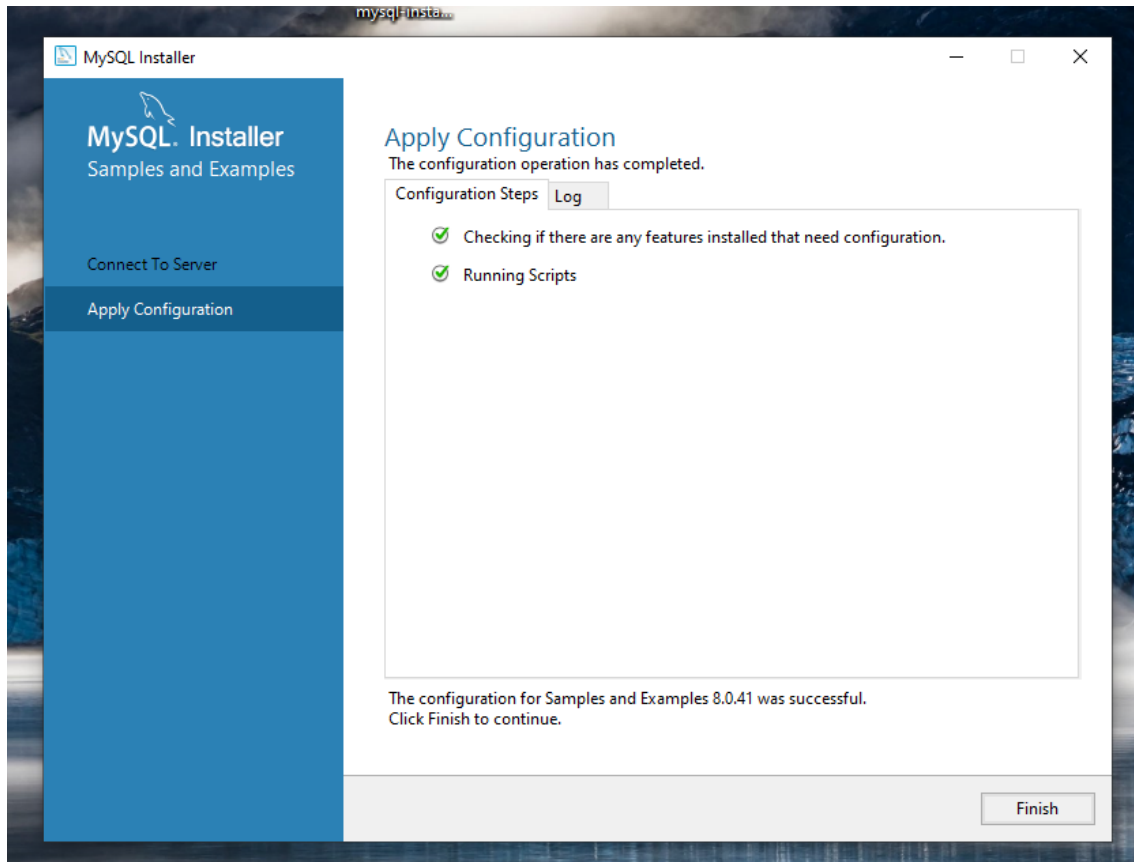 mysql-insta...
MySQL Installer
MySQL. Installer
Samples and Examples
Connect To Server
Apply Configuration
Apply Configuration
The configuration operation has completed.
Configuration Steps Log
Checking if there are any features installed that need configuration.
Running Scripts
The configuration for Samples and Examples 8.0.41 was successful.
Click Finish to continue.
Finish